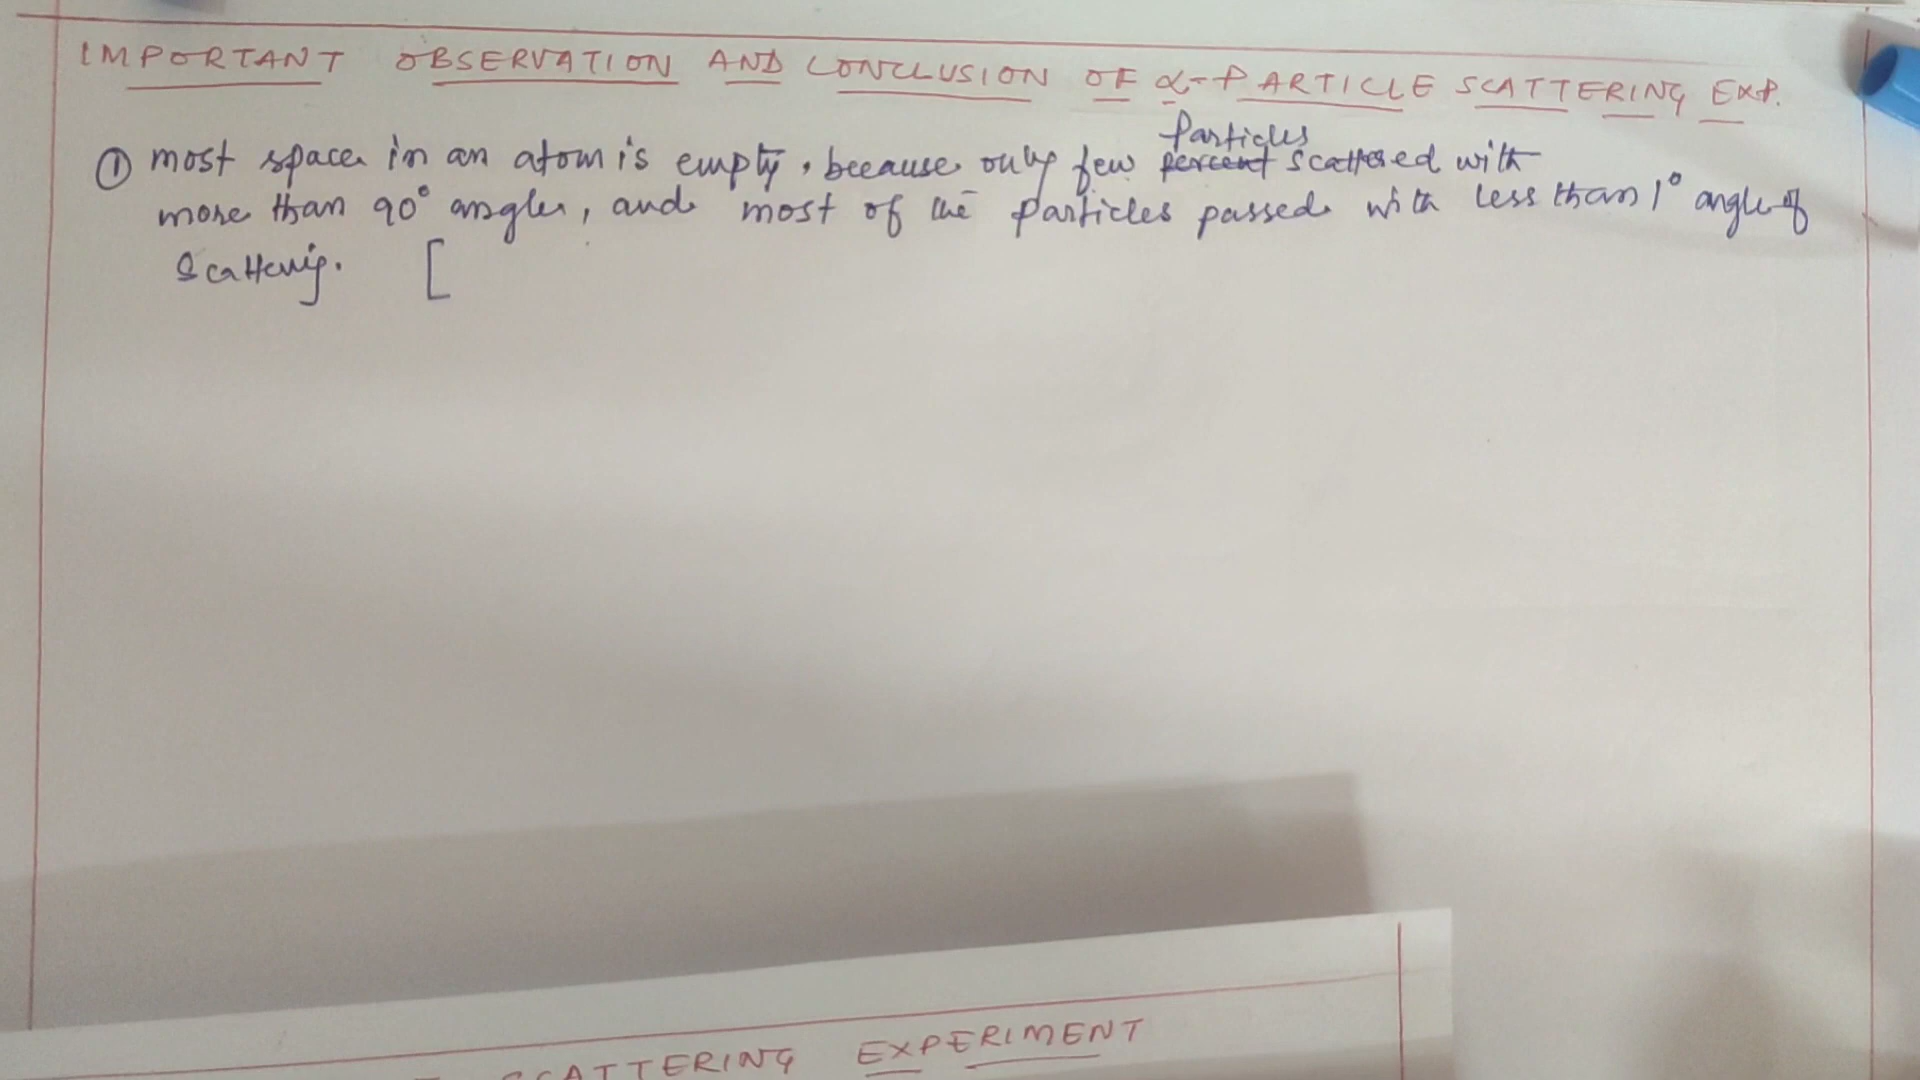 IMPORTANT OBSERVATION AND CONCLUSION OF α-PARTICLE SCATTERING EXP.
Particles
① most space in an atom is empty, because only few percent scattered with
more than 90° angles, and most of the particles passed with less than 1° angle of
Scattering. [
SCATTERING EXPERIMENT